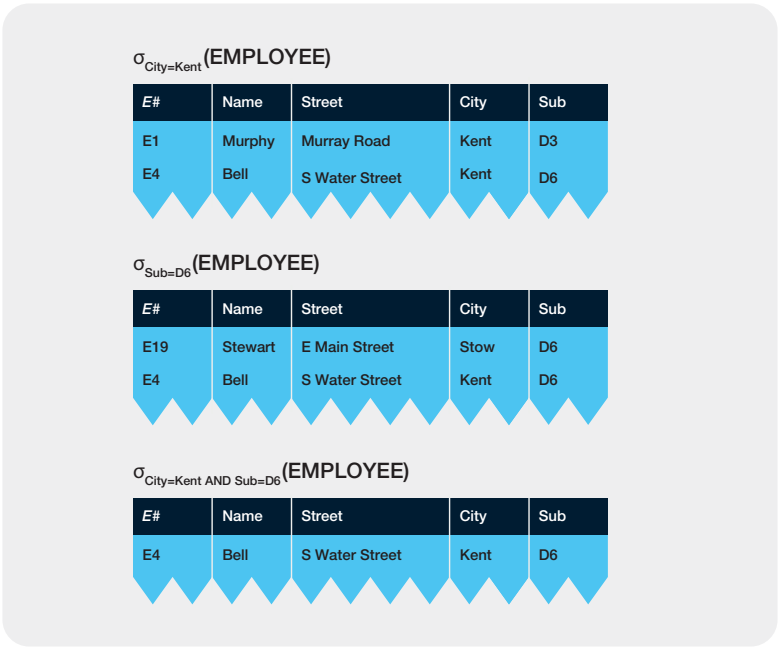 σCity=Kent(EMPLOYEE)
E# Name Street City Sub
E1 Murphy Murray Road Kent D3
E4 Bell S Water Street Kent D6
σSub=D6(EMPLOYEE)
E# Name Street City Sub
E19 Stewart E Main Street Stow D6
E4 Bell S Water Street Kent D6
σCity=Kent AND Sub=D6(EMPLOYEE)
E# Name Street City Sub
E4 Bell S Water Street Kent D6